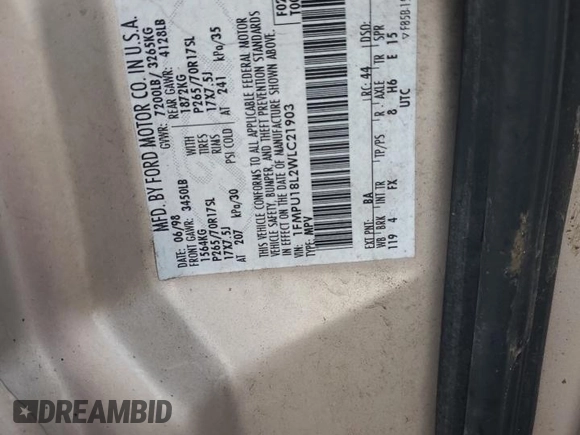 MFD. BY FORD MOTOR CO. IN U.S.A.
DATE: 06/98 GVWR: 7200LB/ 3265KG
FRONT GAWR: 3450LB REAR GAWR: 4128LB
1564KG WITH 1872KG
P265/70R17SL TIRES P265/70R17SL
17X7.5J RIMS 17X7.5J
AT 207 kPa/30 PSI COLD AT 241 kPa/35
THIS VEHICLE CONFORMS TO ALL APPLICABLE FEDERAL MOTOR
VEHICLE SAFETY, BUMPER, AND THEFT PREVENTION STANDARDS
IN EFFECT ON THE DATE OF MANUFACTURE SHOWN ABOVE
VIN: 1FMPU18L2WLC21903
TYPE: MPV
EXT PNT: BA RC: 44 DSO:
WB BRK INT TR TP/PS R AXLE TR SPR
119 4 FX 8 H6 E 15
UTC
DREAMBID